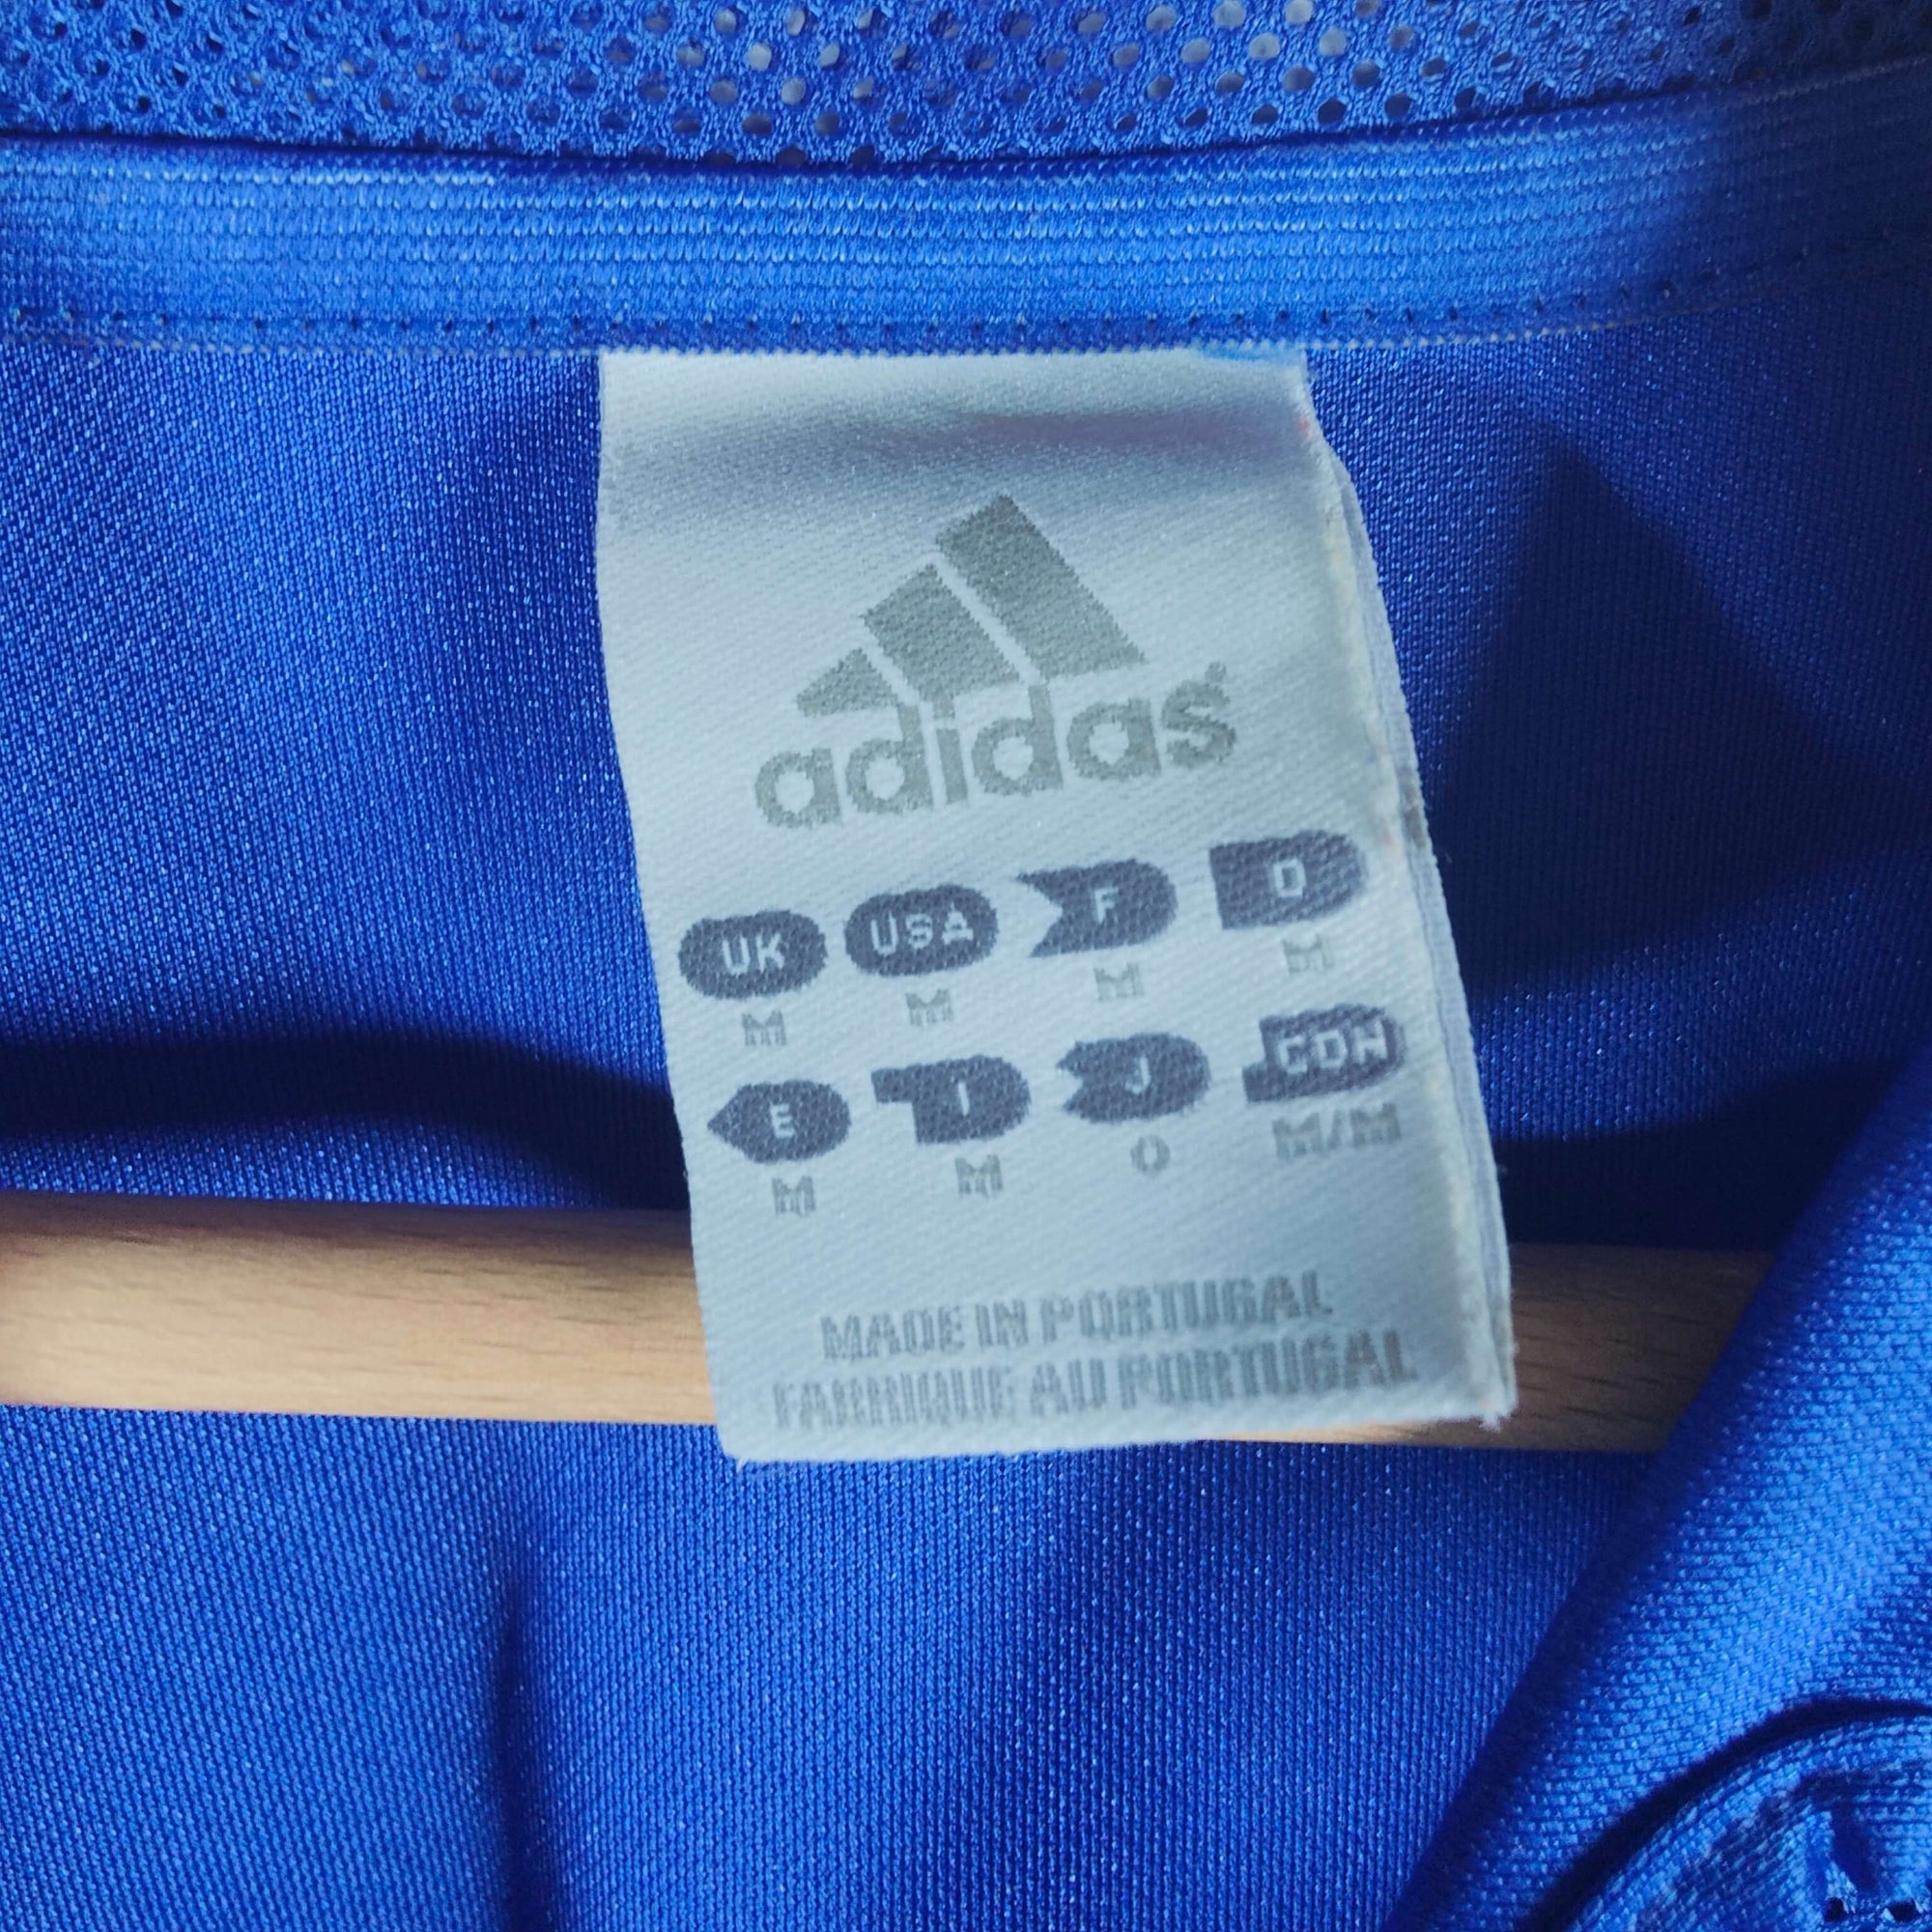 adidas®
UK USA F D
M M M M
E I J CDN
M M O M/M
MADE IN PORTUGAL
FABRIQUE AU PORTUGAL